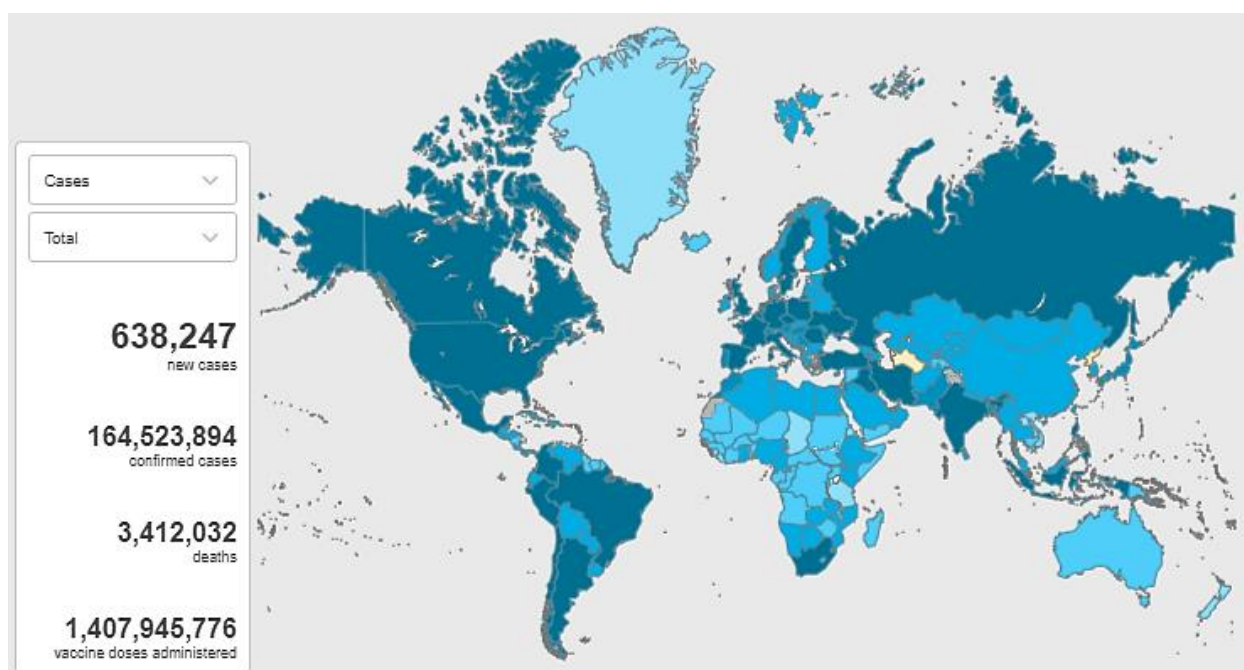 Cases
Total
638,247
new cases
164,523,894
confirmed cases
3,412,032
deaths
1,407,945,776
vaccine doses administered